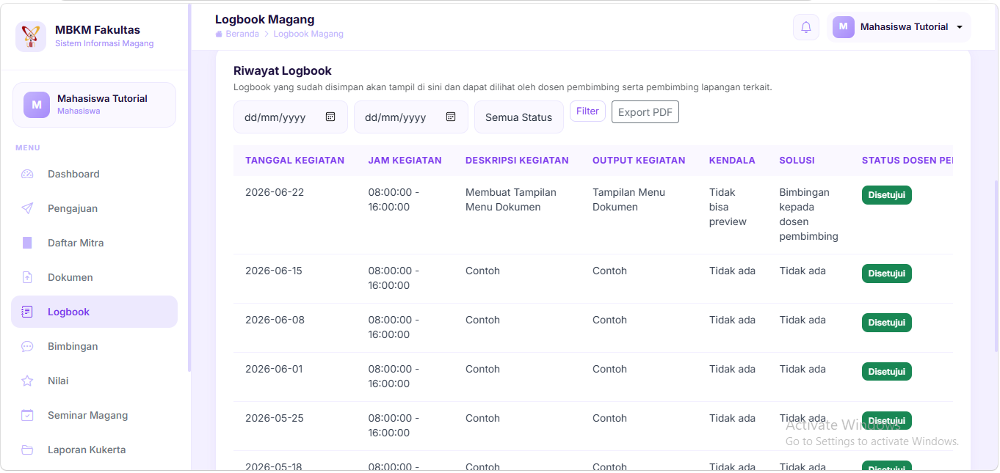 MBKM Fakultas
Sistem Informasi Magang
M
Mahasiswa Tutorial
Mahasiswa
MENU
Dashboard
Pengajuan
Daftar Mitra
Dokumen
Logbook
Bimbingan
Nilai
Seminar Magang
Laporan Kukerta
Logbook Magang
Beranda > Logbook Magang
M Mahasiswa Tutorial
Riwayat Logbook
Logbook yang sudah disimpan akan tampil di sini dan dapat dilihat oleh dosen pembimbing serta pembimbing lapangan terkait.
dd/mm/yyyy dd/mm/yyyy Semua Status Filter Export PDF
TANGGAL KEGIATAN JAM KEGIATAN DESKRIPSI KEGIATAN OUTPUT KEGIATAN KENDALA SOLUSI STATUS DOSEN
2026-06-22 08:00:00 - Membuat Tampilan Tampilan Menu Tidak Bimbingan Disetujui
16:00:00 Menu Dokumen Dokumen bisa kepada
preview dosen
pembimbing
2026-06-15 08:00:00 - Contoh Contoh Tidak ada Tidak ada Disetujui
16:00:00
2026-06-08 08:00:00 - Contoh Contoh Tidak ada Tidak ada Disetujui
16:00:00
2026-06-01 08:00:00 - Contoh Contoh Tidak ada Tidak ada Disetujui
16:00:00
2026-05-25 08:00:00 - Contoh Contoh Tidak ada Tidak ada Disetujui
16:00:00
2026-05-18 08:00:00 - Contoh Contoh Tidak ada Tidak ada Disetujui
Activate Windows
Go to Settings to activate Windows.